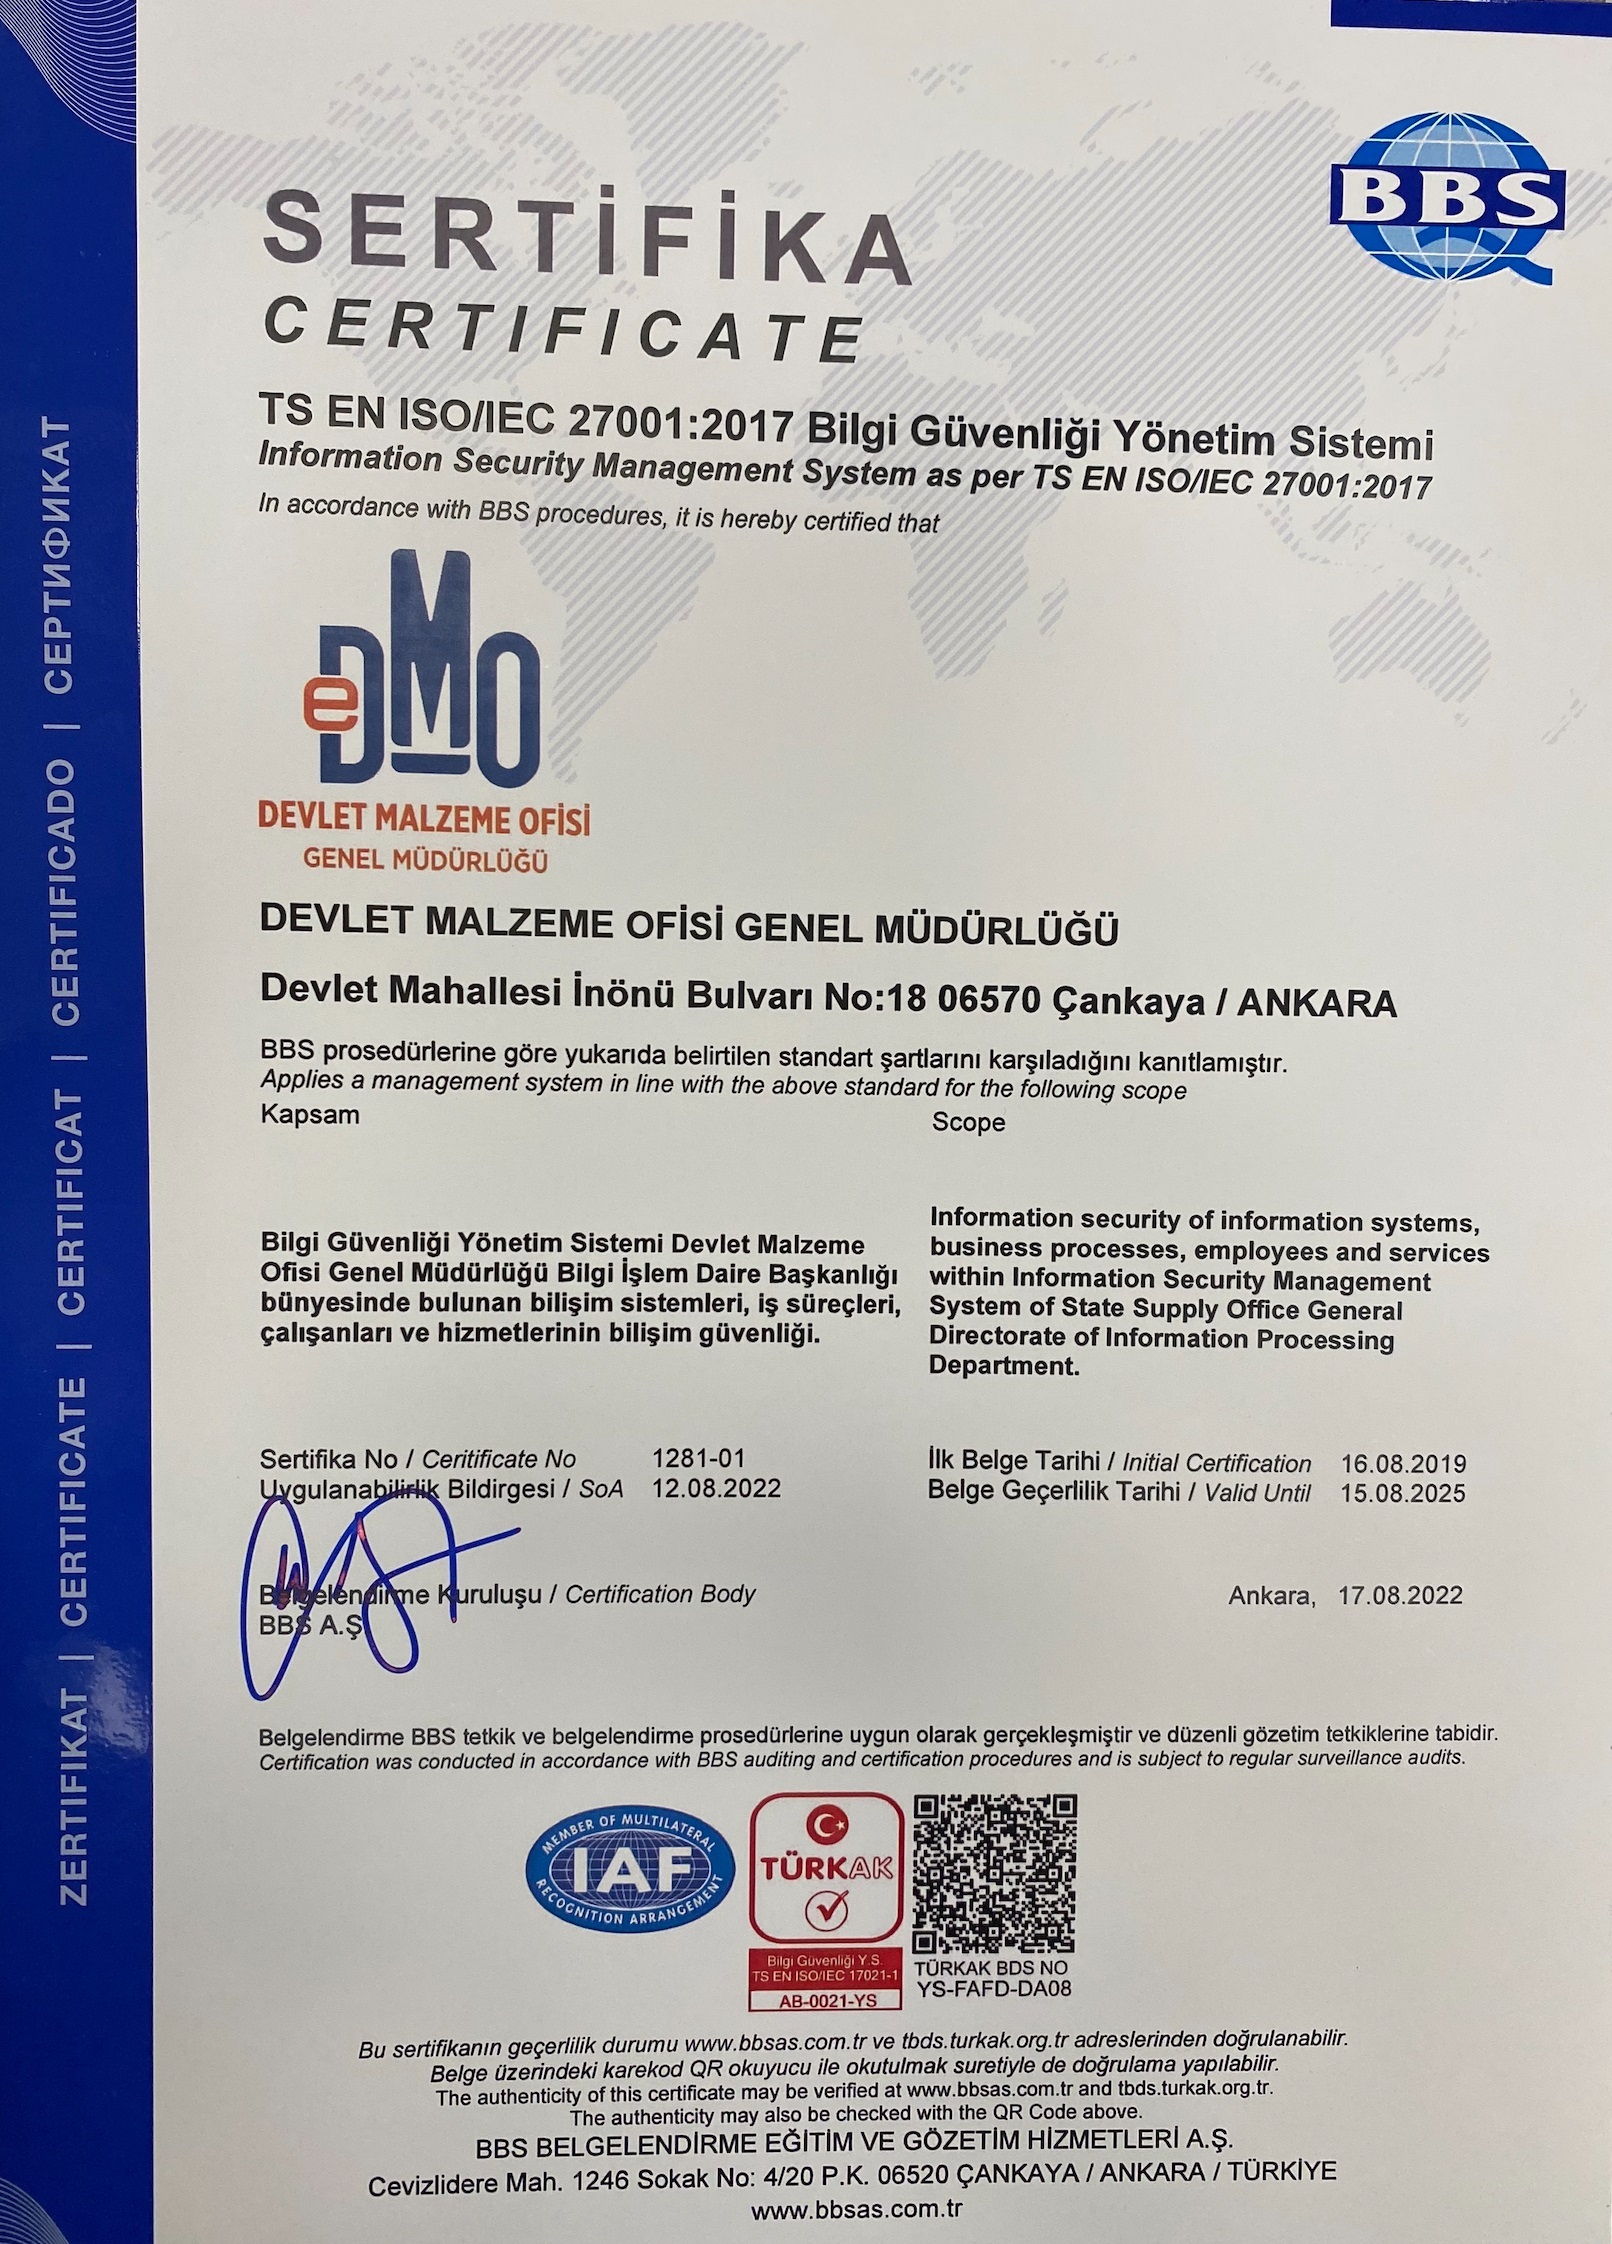 BBS
SERTİFİKA
CERTIFICATE
TS EN ISO/IEC 27001:2017 Bilgi Güvenliği Yönetim Sistemi
Information Security Management System as per TS EN ISO/IEC 27001:2017
In accordance with BBS procedures, it is hereby certified that
eDMO
DEVLET MALZEME OFİSİ
GENEL MÜDÜRLÜĞÜ
DEVLET MALZEME OFİSİ GENEL MÜDÜRLÜĞÜ
Devlet Mahallesi İnönü Bulvarı No:18 06570 Çankaya / ANKARA
BBS prosedürlerine göre yukarıda belirtilen standart şartlarını karşıladığını kanıtlamıştır.
Applies a management system in line with the above standard for the following scope
Kapsam
Bilgi Güvenliği Yönetim Sistemi Devlet Malzeme
Ofisi Genel Müdürlüğü Bilgi İşlem Daire Başkanlığı
bünyesinde bulunan bilişim sistemleri, iş süreçleri,
çalışanları ve hizmetlerinin bilişim güvenliği.
Scope
Information security of information systems,
business processes, employees and services
within Information Security Management
System of State Supply Office General
Directorate of Information Processing
Department.
Sertifika No / Ceritificate No 1281-01
Uygulanabilirlik Bildirgesi / SoA 12.08.2022
İlk Belge Tarihi / Initial Certification 16.08.2019
Belge Geçerlilik Tarihi / Valid Until 15.08.2025
Belgelendirme Kuruluşu / Certification Body
BBS A.Ş.
Ankara, 17.08.2022
Belgelendirme BBS tetkik ve belgelendirme prosedürlerine uygun olarak gerçekleşmiştir ve düzenli gözetim tetkiklerine tabidir.
Certification was conducted in accordance with BBS auditing and certification procedures and is subject to regular surveillance audits.
MEMBER OF MULTILATERAL
IAF
RECOGNITION ARRANGEMENT
TÜRKAK
Bilgi Güvenliği Y.S.
TS EN ISO/IEC 17021-1
AB-0021-YS
TÜRKAK BDS NO
YS-FAFD-DA08
Bu sertifikanın geçerlilik durumu www.bbsas.com.tr ve tbds.turkak.org.tr adreslerinden doğrulanabilir.
Belge üzerindeki karekod QR okuyucu ile okutulmak suretiyle de doğrulama yapılabilir.
The authenticity of this certificate may be verified at www.bbsas.com.tr and tbds.turkak.org.tr.
The authenticity may also be checked with the QR Code above.
BBS BELGELENDİRME EĞİTİM VE GÖZETİM HİZMETLERİ A.Ş.
Cevizlidere Mah. 1246 Sokak No: 4/20 P.K. 06520 ÇANKAYA / ANKARA / TÜRKİYE
www.bbsas.com.tr
ZERTIFIKAT | CERTIFICATE | CERTIFICAT | CERTIFICADO | СЕРТИФИКАТ